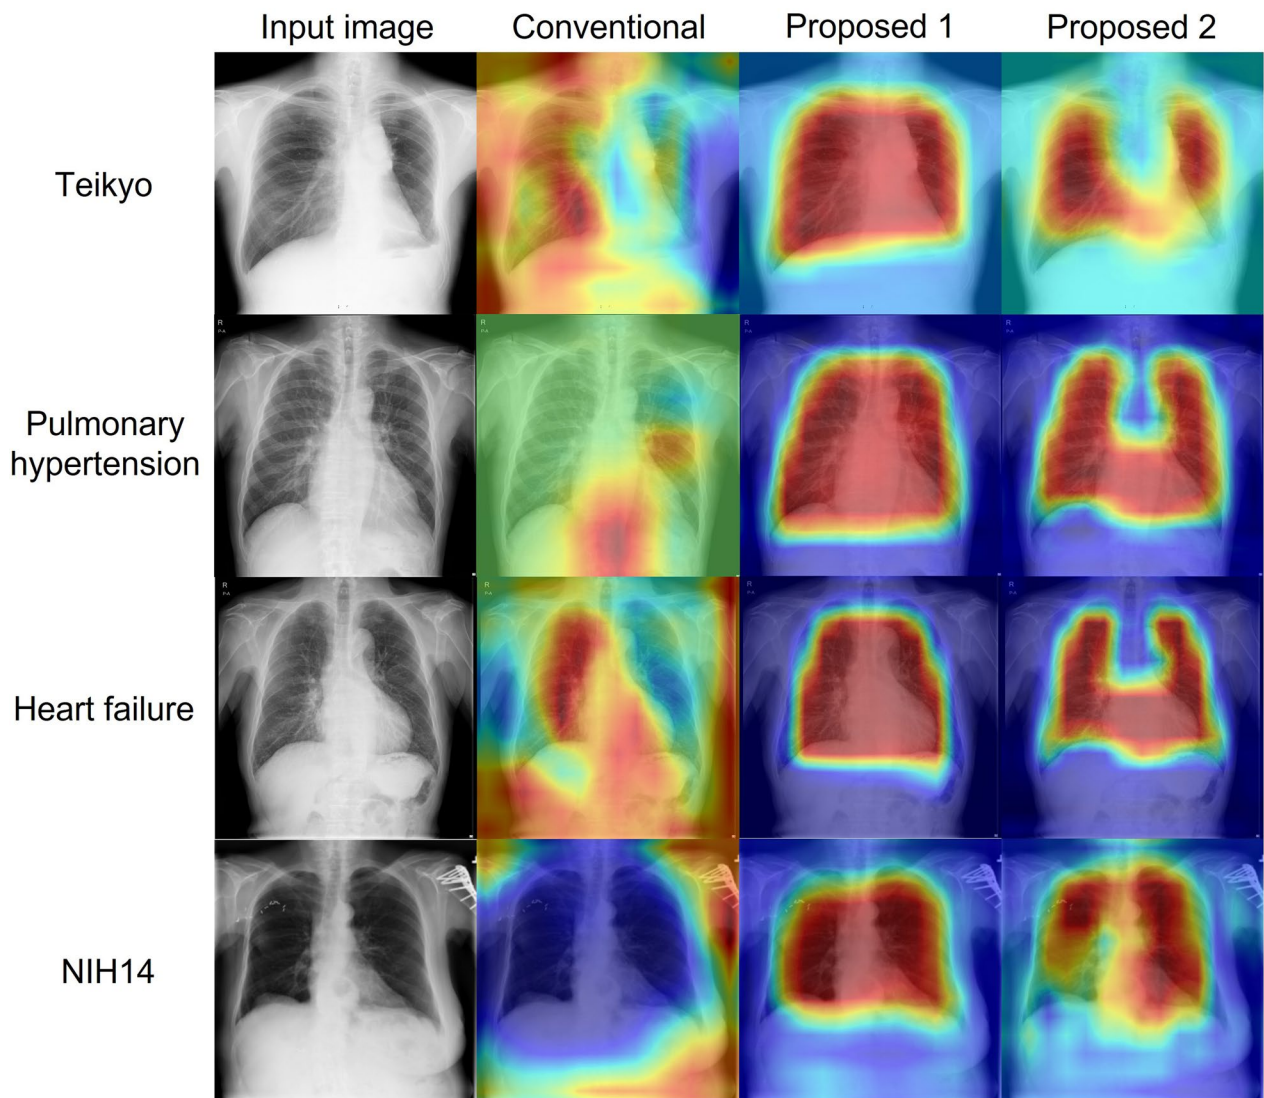 Input image
Conventional
Proposed 1
Proposed 2
Teikyo
Pulmonary
hypertension
R
P-A
R
P-A
R
P-A
R
P-A
Heart failure
R
P-A
R
P-A
R
P-A
R
P-A
NIH14